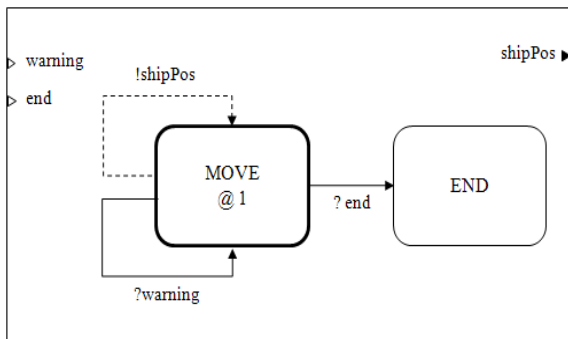 warning
end
shipPos
!shipPos
MOVE
@ 1
? end
END
?warning